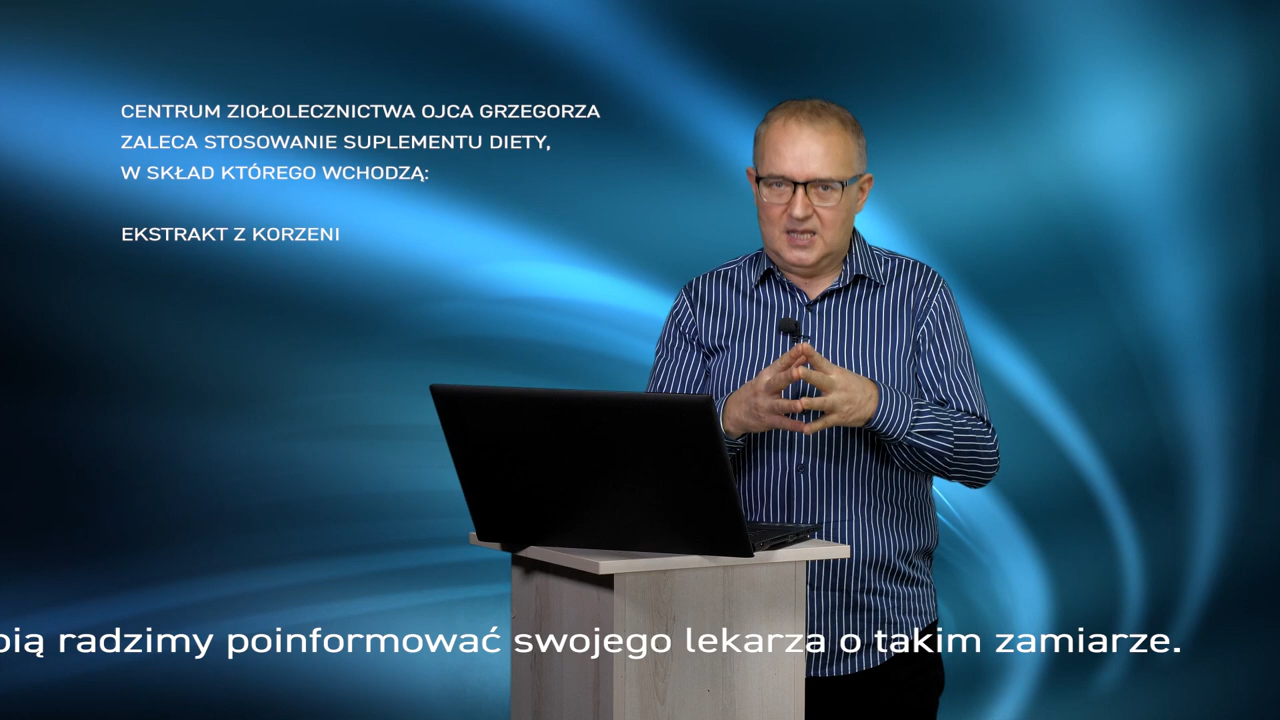 CENTRUM ZIOŁOLECZNICTWA OJCA GRZEGORZA
ZALECA STOSOWANIE SUPLEMENTU DIETY,
W SKŁAD KTÓREGO WCHODZĄ:
EKSTRAKT Z KORZENI
radzimy poinformować swojego lekarza o takim zamiarze.